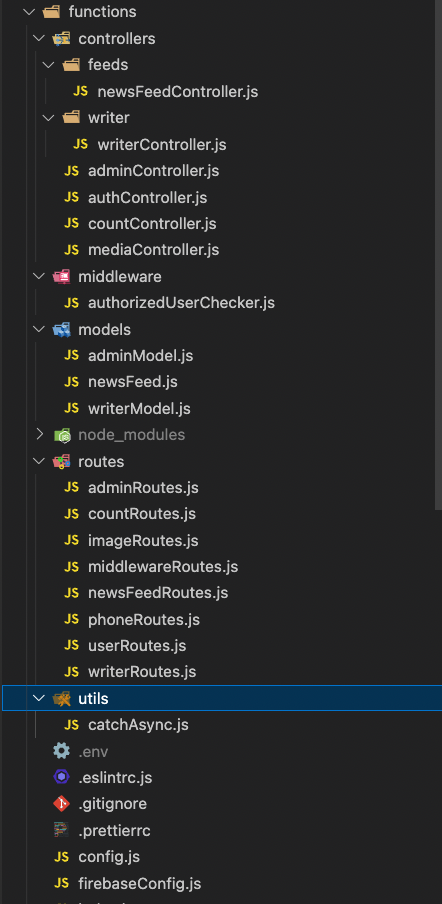 functions
controllers
feeds
JS newsFeedController.js
writer
JS writerController.js
JS adminController.js
JS authController.js
JS countController.js
JS mediaController.js
middleware
JS authorizedUserChecker.js
models
JS adminModel.js
JS newsFeed.js
JS writerModel.js
node_modules
routes
JS adminRoutes.js
JS countRoutes.js
JS imageRoutes.js
JS middlewareRoutes.js
JS newsFeedRoutes.js
JS phoneRoutes.js
JS userRoutes.js
JS writerRoutes.js
utils
JS catchAsync.js
.env
.eslintrc.js
.gitignore
.prettierrc
JS config.js
JS firebaseConfig.js